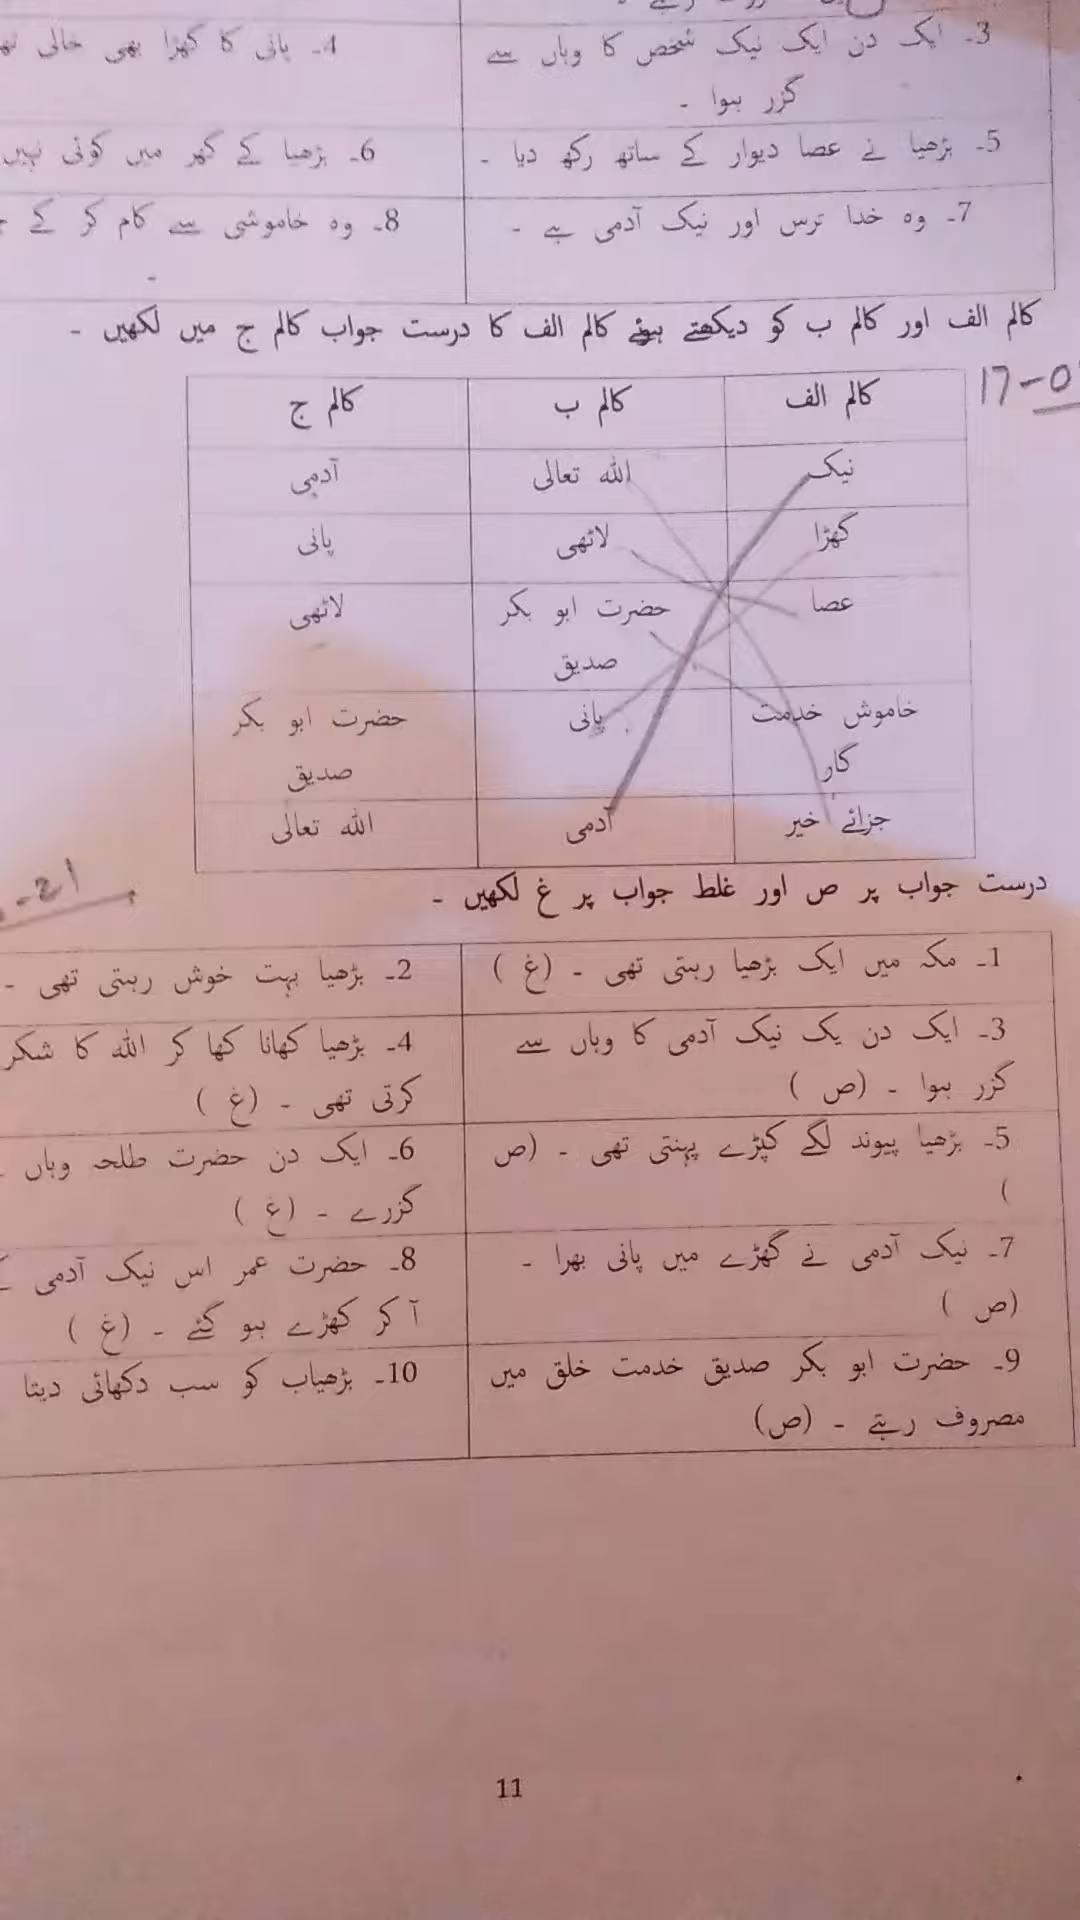 3۔ ایک دن ایک نیک شخص کا وہاں سے
گزر ہوا ۔
4۔ پانی کا گھڑا بھی خالی
5۔ بڑھیا نے عصا دیوار کے ساتھ رکھ دیا ۔
6۔ بڑھیا کے گھر میں کوئی نہیں
7۔ وہ خدا ترس اور نیک آدمی ہے ۔
8۔ وہ خاموشی سے کام کر کے
۔
کالم الف اور کالم ب کو دیکھتے ہوئے کالم الف کا درست جواب کالم ج میں لکھیں ۔
17-0
کالم الف کالم ب کالم ج
نیک اللہ تعالی آدمی
گھڑا لاٹھی پانی
عصا حضرت ابو بکر لاٹھی
صدیق
خاموش خدمت پانی حضرت ابو بکر
گار صدیق
جزائے خیر آدمی اللہ تعالی
-21
درست جواب پر ص اور غلط جواب پر غ لکھیں ۔
1۔ مکہ میں ایک بڑھیا رہتی تھی ۔ (غ )
2۔ بڑھیا بہت خوش رہتی تھی ۔
3۔ ایک دن یک نیک آدمی کا وہاں سے
گزر ہوا ۔ (ص )
4۔ بڑھیا کھانا کھا کر اللہ کا شکر
کرتی تھی ۔ (غ )
5۔ بڑھیا پیوند لگے کپڑے پہنتی تھی ۔ (ص
)
6۔ ایک دن حضرت طلحہ وہاں
گزرے ۔ (غ )
7۔ نیک آدمی نے گھڑے میں پانی بھرا ۔
(ص )
8۔ حضرت عمر اس نیک آدمی
آ کر کھڑے ہو گئے ۔ (غ )
9۔ حضرت ابو بکر صدیق خدمت خلق میں
مصروف رہتے ۔ (ص)
10۔ بڑھیاب کو سب دکھائی دیتا
11